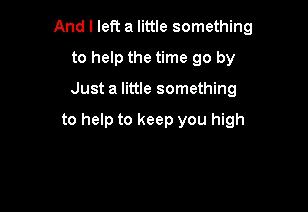 And I left a little something
to help the time go by
Just a little something
to help to keep you high